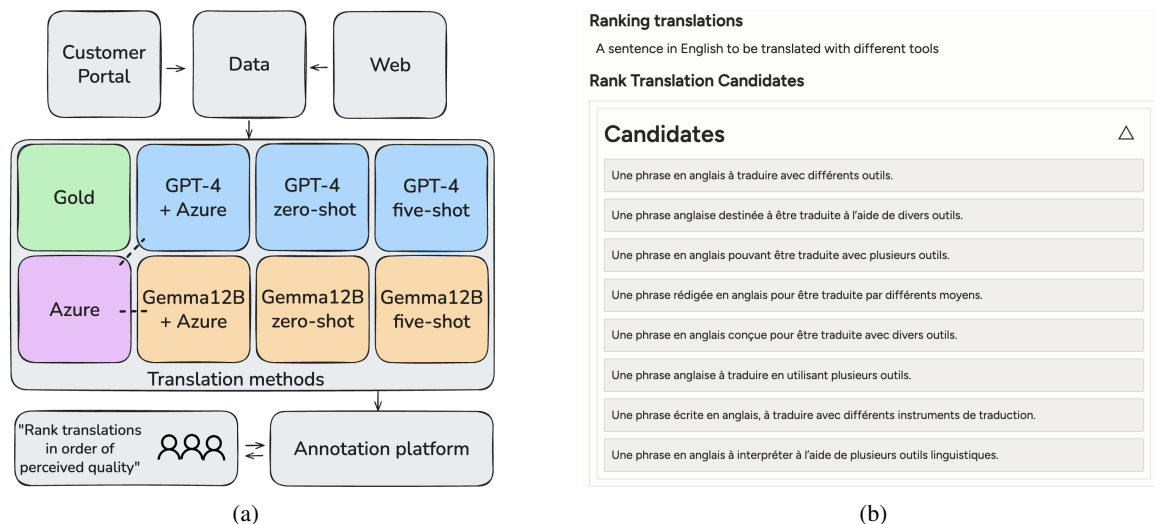 Customer
Portal
Data
Web
Gold
GPT-4
+ Azure
GPT-4
zero-shot
GPT-4
five-shot
Azure
Gemma12B
+ Azure
Gemma12B
zero-shot
Gemma12B
five-shot
Translation methods
"Rank translations
in order of
perceived quality"
Annotation platform
(a)
Ranking translations
A sentence in English to be translated with different tools
Rank Translation Candidates
Candidates
Une phrase en anglais à traduire avec différents outils.
Une phrase anglaise destinée à être traduite à l'aide de divers outils.
Une phrase en anglais pouvant être traduite avec plusieurs outils.
Une phrase rédigée en anglais pour être traduite par différents moyens.
Une phrase en anglais conçue pour être traduite avec divers outils.
Une phrase anglaise à traduire en utilisant plusieurs outils.
Une phrase écrite en anglais, à traduire avec différents instruments de traduction.
Une phrase en anglais à interpréter à l'aide de plusieurs outils linguistiques.
(b)